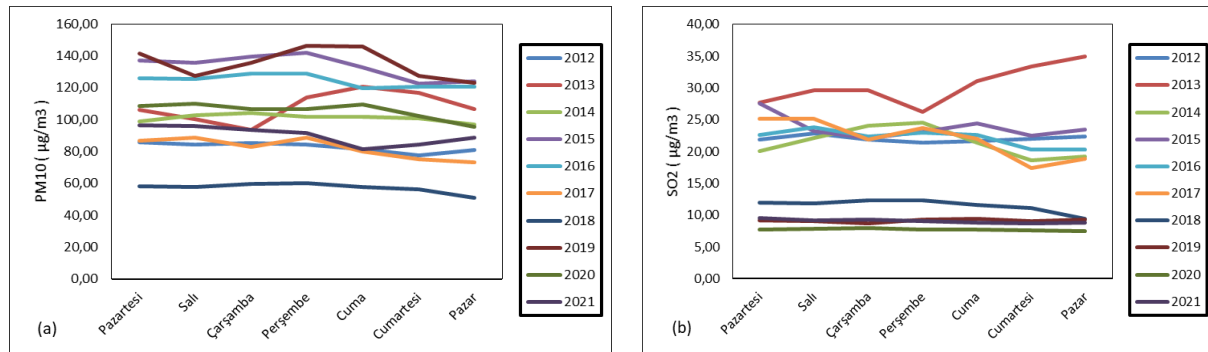 PM10 ( µg/m3 )
160,00
140,00
120,00
100,00
80,00
60,00
40,00
20,00
0,00
Pazartesi
Salı
Çarşamba
Perşembe
Cuma
Cumartesi
Pazar
(a)
2012
2013
2014
2015
2016
2017
2018
2019
2020
2021
SO2 ( µg/m3 )
40,00
35,00
30,00
25,00
20,00
15,00
10,00
5,00
0,00
Pazartesi
Salı
Çarşamba
Perşembe
Cuma
Cumartesi
Pazar
(b)
2012
2013
2014
2015
2016
2017
2018
2019
2020
2021